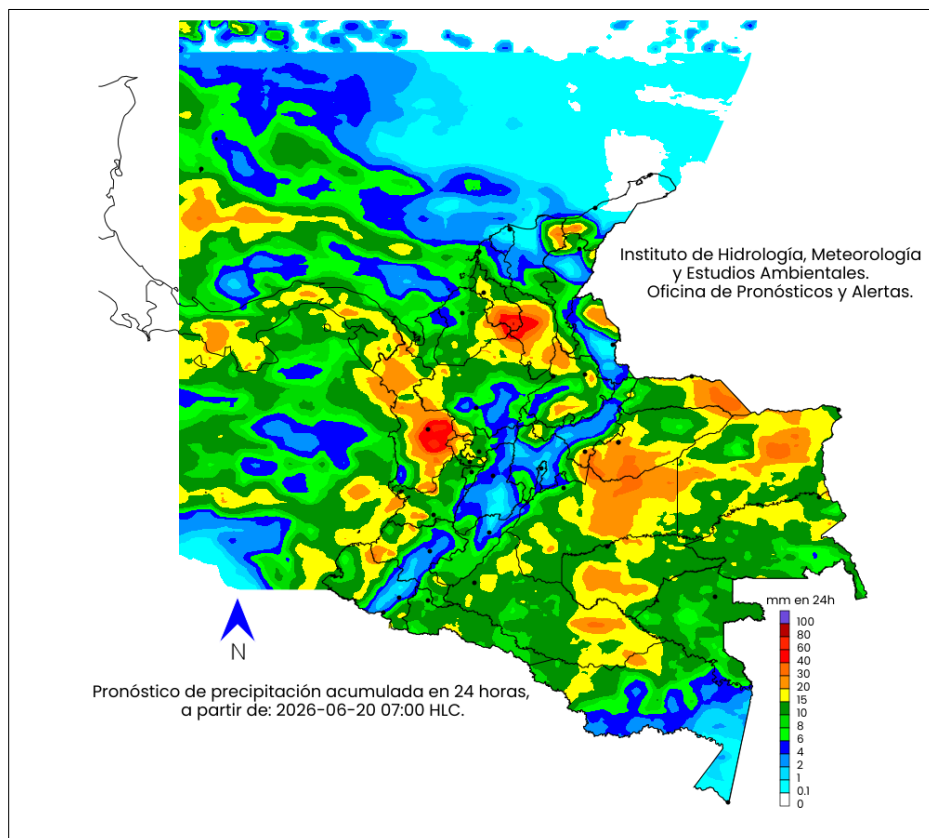 Instituto de Hidrología, Meteorología
y Estudios Ambientales.
Oficina de Pronósticos y Alertas.
mm en 24h
100
80
60
40
30
20
15
10
8
6
4
2
1
0.1
0
N
Pronóstico de precipitación acumulada en 24 horas,
a partir de: 2026-06-20 07:00 HLC.